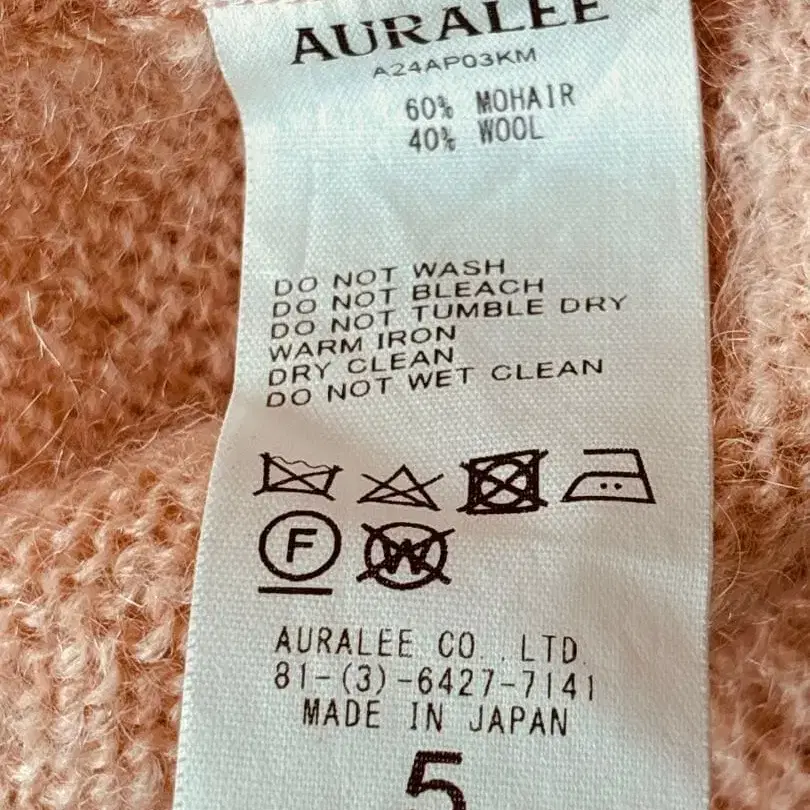 AURALEE
A24AP03KM
60% MOHAIR
40% WOOL
DO NOT WASH
DO NOT BLEACH
DO NOT TUMBLE DRY
WARM IRON
DRY CLEAN
DO NOT WET CLEAN
F W
AURALEE CO.,LTD.
81-(3)-6427-7141
MADE IN JAPAN
5